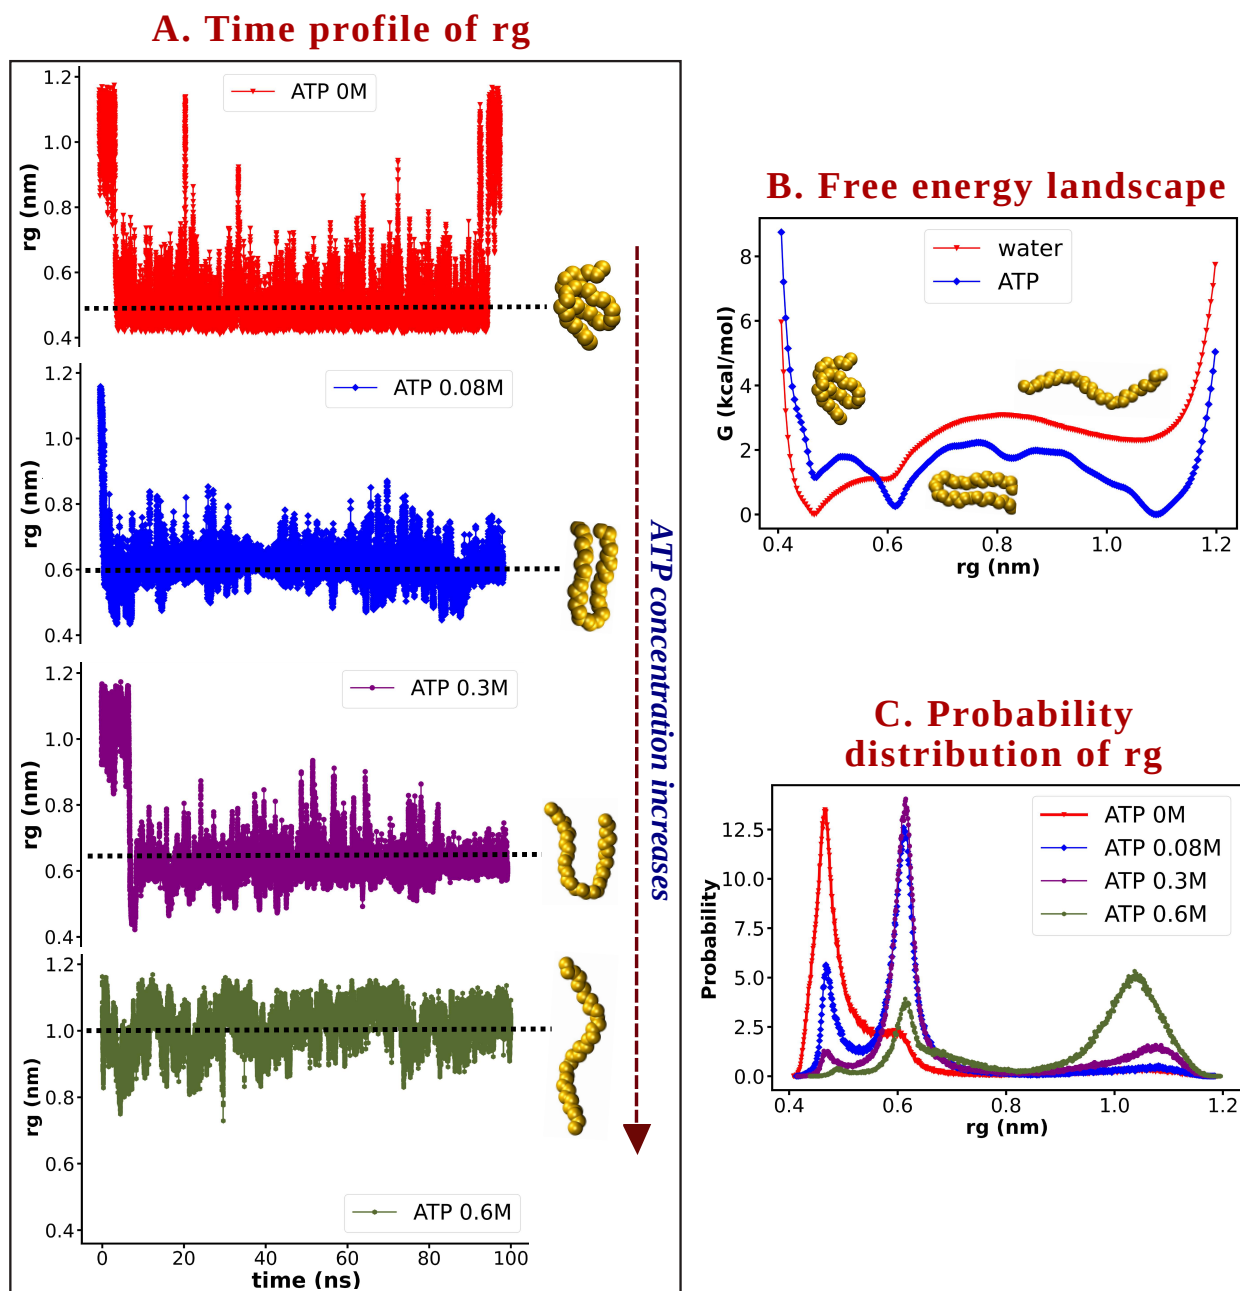 A. Time profile of rg
1.2
1.0
0.8
0.6
0.4
rg (nm)
ATP 0M
1.2
1.0
0.8
0.6
0.4
rg (nm)
ATP 0.08M
1.2
1.0
0.8
0.6
0.4
rg (nm)
ATP 0.3M
1.2
1.0
0.8
0.6
0.4
rg (nm)
ATP 0.6M
0 20 40 60 80 100
time (ns)
ATP concentration increases
B. Free energy landscape
8
6
4
2
0
G (kcal/mol)
water
ATP
0.4 0.6 0.8 1.0 1.2
rg (nm)
C. Probability
distribution of rg
12.5
10.0
7.5
5.0
2.5
0.0
Probability
ATP 0M
ATP 0.08M
ATP 0.3M
ATP 0.6M
0.4 0.6 0.8 1.0 1.2
rg (nm)